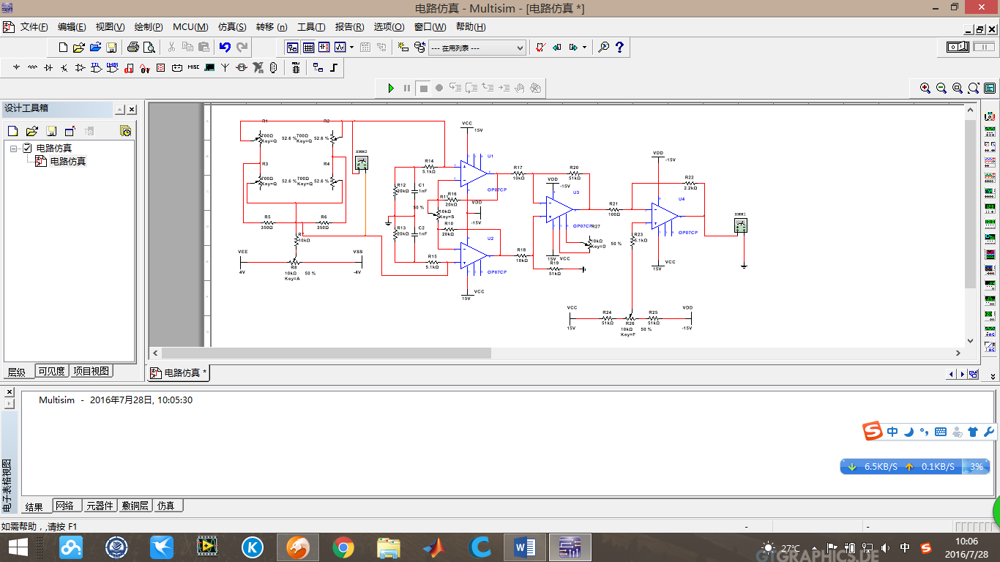 电路仿真 - Multisim - [电路仿真 *]
文件(F) 编辑(E) 视图(V) 绘制(P) MCU(M) 仿真(S) 转移 (n) 工具(T) 报告(R) 选项(O) 窗口(W) 帮助(H)
--- 在用列表 ---
MISC
设计工具箱
电路仿真
电路仿真
层级 可见度 项目视图
R1 R2
700Ω 52.6 % 700Ω 52.6 %
Key=Q Key=Q
R3 R4
700Ω 52.6 % 700Ω 52.6 %
Key=Q Key=Q
R5 R6
350Ω 350Ω
R7
10kΩ
VEE VSS
4V -4V
R8
10kΩ 50 %
Key=A
XMM2
R14
5.1kΩ
R12 C1
20kΩ 1nF
R13 C2
20kΩ 1nF
R15
5.1kΩ
VCC
15V
U1
OP07CP
R11 R16
20kΩ
50 %
10kΩ
Key=S
R10
20kΩ
VDD
-15V
U2
OP07CP
VCC
15V
R17
10kΩ
R18
10kΩ
R20
51kΩ
VDD
-15V
U3
OP07CP
R27
10kΩ 50 %
Key=D
15V VCC
R19
51kΩ
R21
100Ω
R23
5.1kΩ
VDD
-15V
R22
2.2kΩ
U4
OP07CP
VCC
15V
XMM1
VCC VDD
15V -15V
R24 R26 R25
51kΩ 10kΩ 50 % 51kΩ
Key=F
电路仿真 *
Multisim - 2016年7月28日, 10:05:30
电子表格视图
结果 网络 元器件 敷铜层 仿真
中
6.5KB/S 0.1KB/S 3%
如需帮助，,请按 F1
- -
27℃ 中 10:06
2016/7/28
GTGRAPHICS.DE